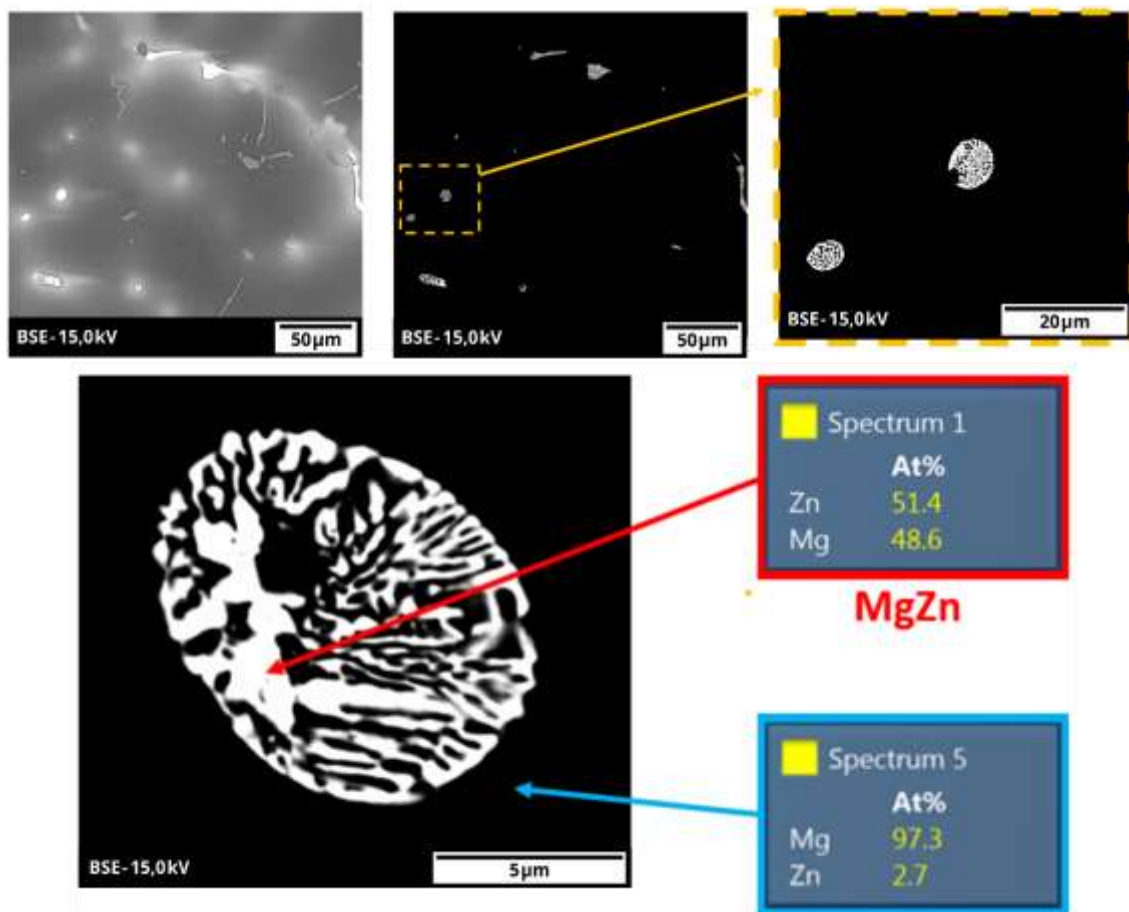 BSE-15,0kV
50µm
BSE-15,0kV
50µm
BSE-15,0kV
20µm
BSE-15,0kV
5µm
Spectrum 1
At%
Zn 51.4
Mg 48.6
MgZn
Spectrum 5
At%
Mg 97.3
Zn 2.7